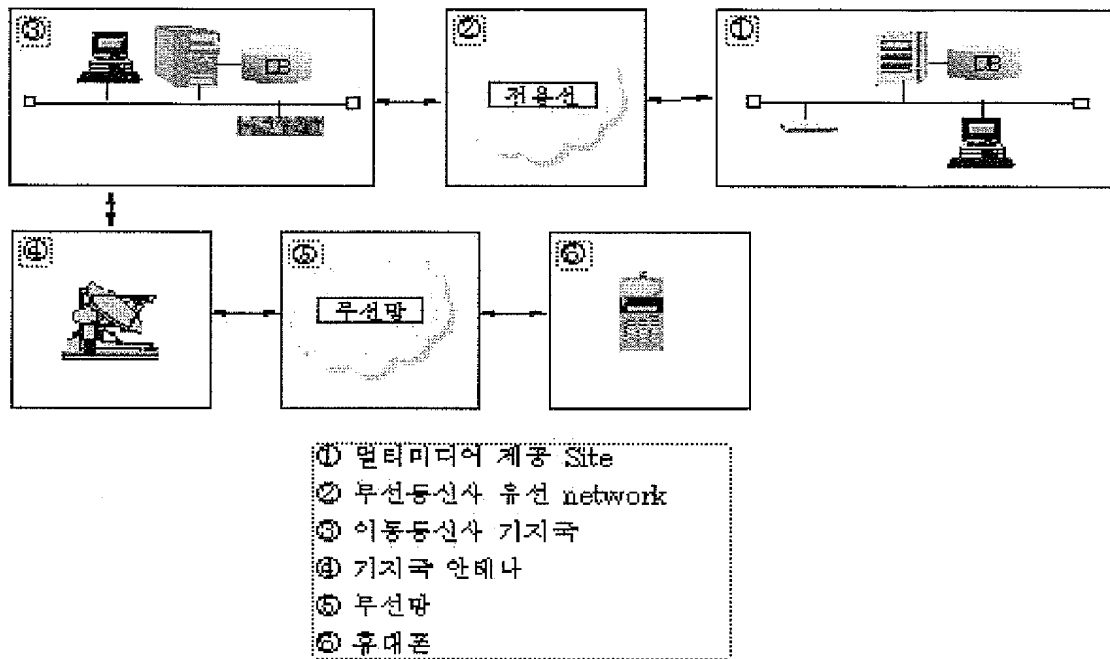 ③
②
①
DB
전용선
DB
④
⑤
⑥
무선망
① 멀티미디어 제공 Site
② 무선통신사 유선 network
③ 이동통신사 기지국
④ 기지국 안테나
⑤ 무선망
⑥ 휴대폰